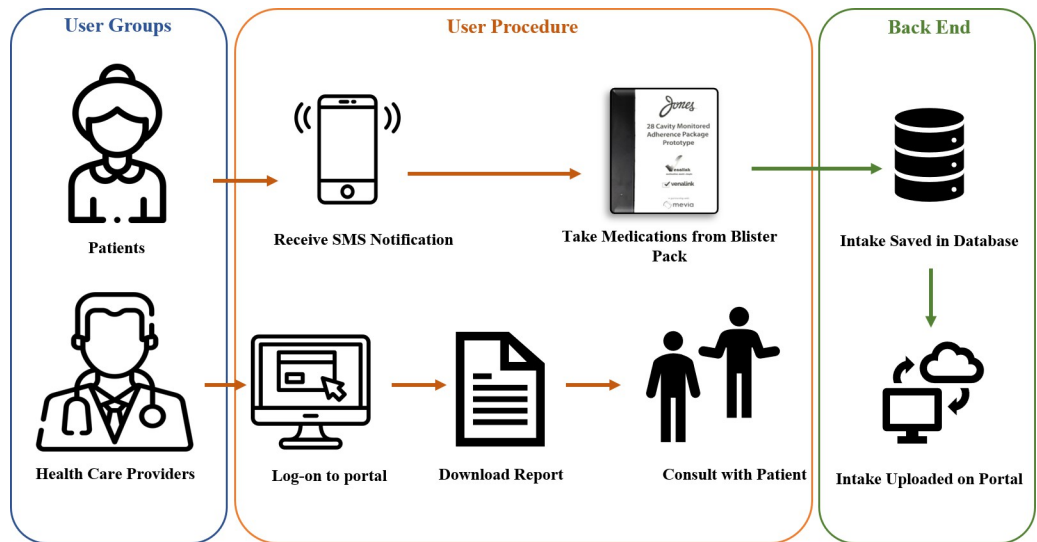 User Groups
User Procedure
Back End
Jones
28 Cavity Monitored
Adherence Package
Prototype
venalink
mevia
Patients
Receive SMS Notification
Take Medications from Blister
Pack
Intake Saved in Database
Health Care Providers
Log-on to portal
Download Report
Consult with Patient
Intake Uploaded on Portal